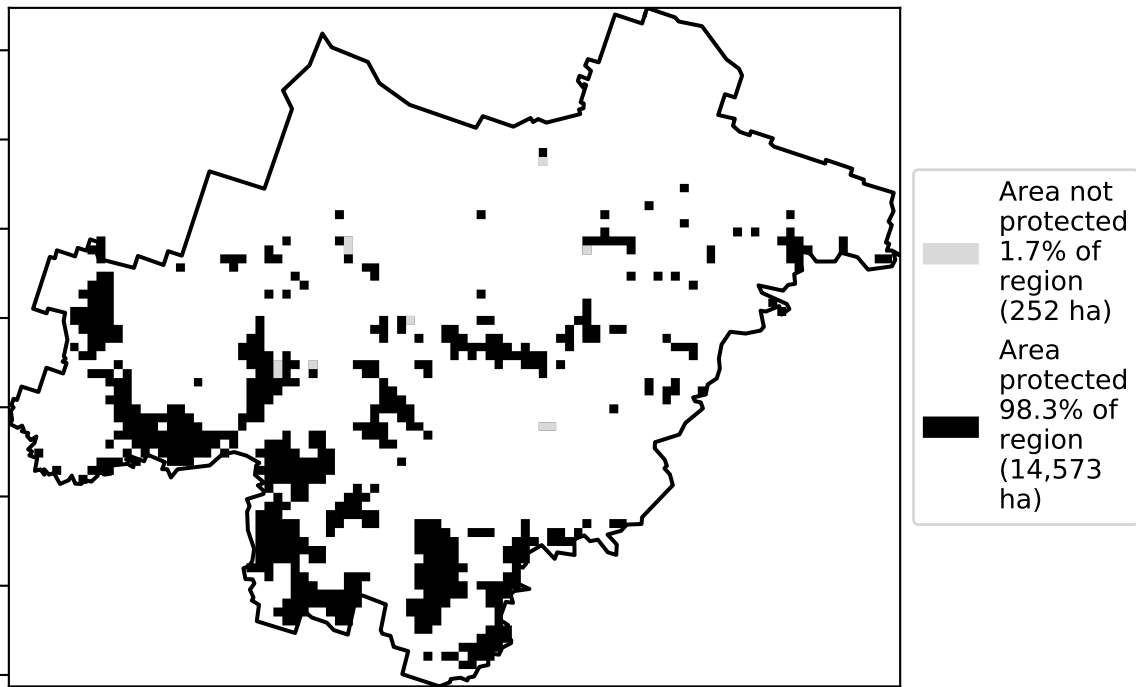 Area not
protected
1.7% of
region
(252 ha)
Area
protected
98.3% of
region
(14,573
ha)